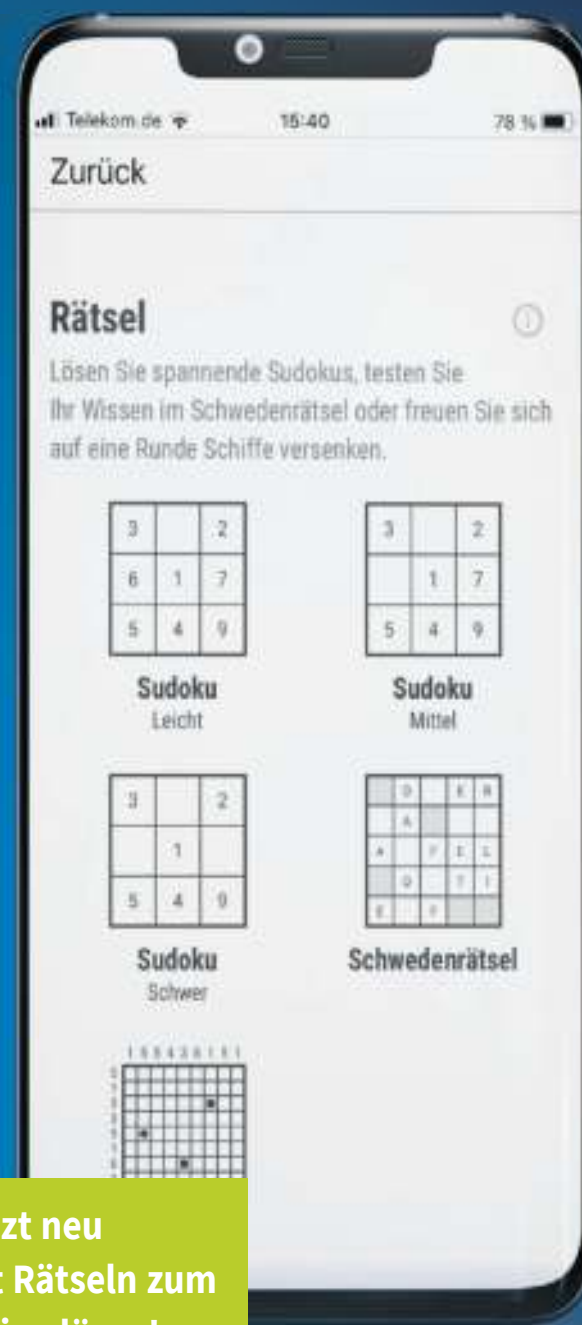 Telekom.de 15:40 78 %
Zurück
Rätsel
Lösen Sie spannende Sudokus, testen Sie
Ihr Wissen im Schwedenrätsel oder freuen Sie sich
auf eine Runde Schiffe versenken.
3 2
6 1 7
5 4 9
Sudoku
Leicht
3 2
1 7
5 4 9
Sudoku
Mittel
3 2
1
5 4 9
Sudoku
Schwer
E R
A
A F E L
E F
Schwedenrätsel
zt neu
t Rätseln zum